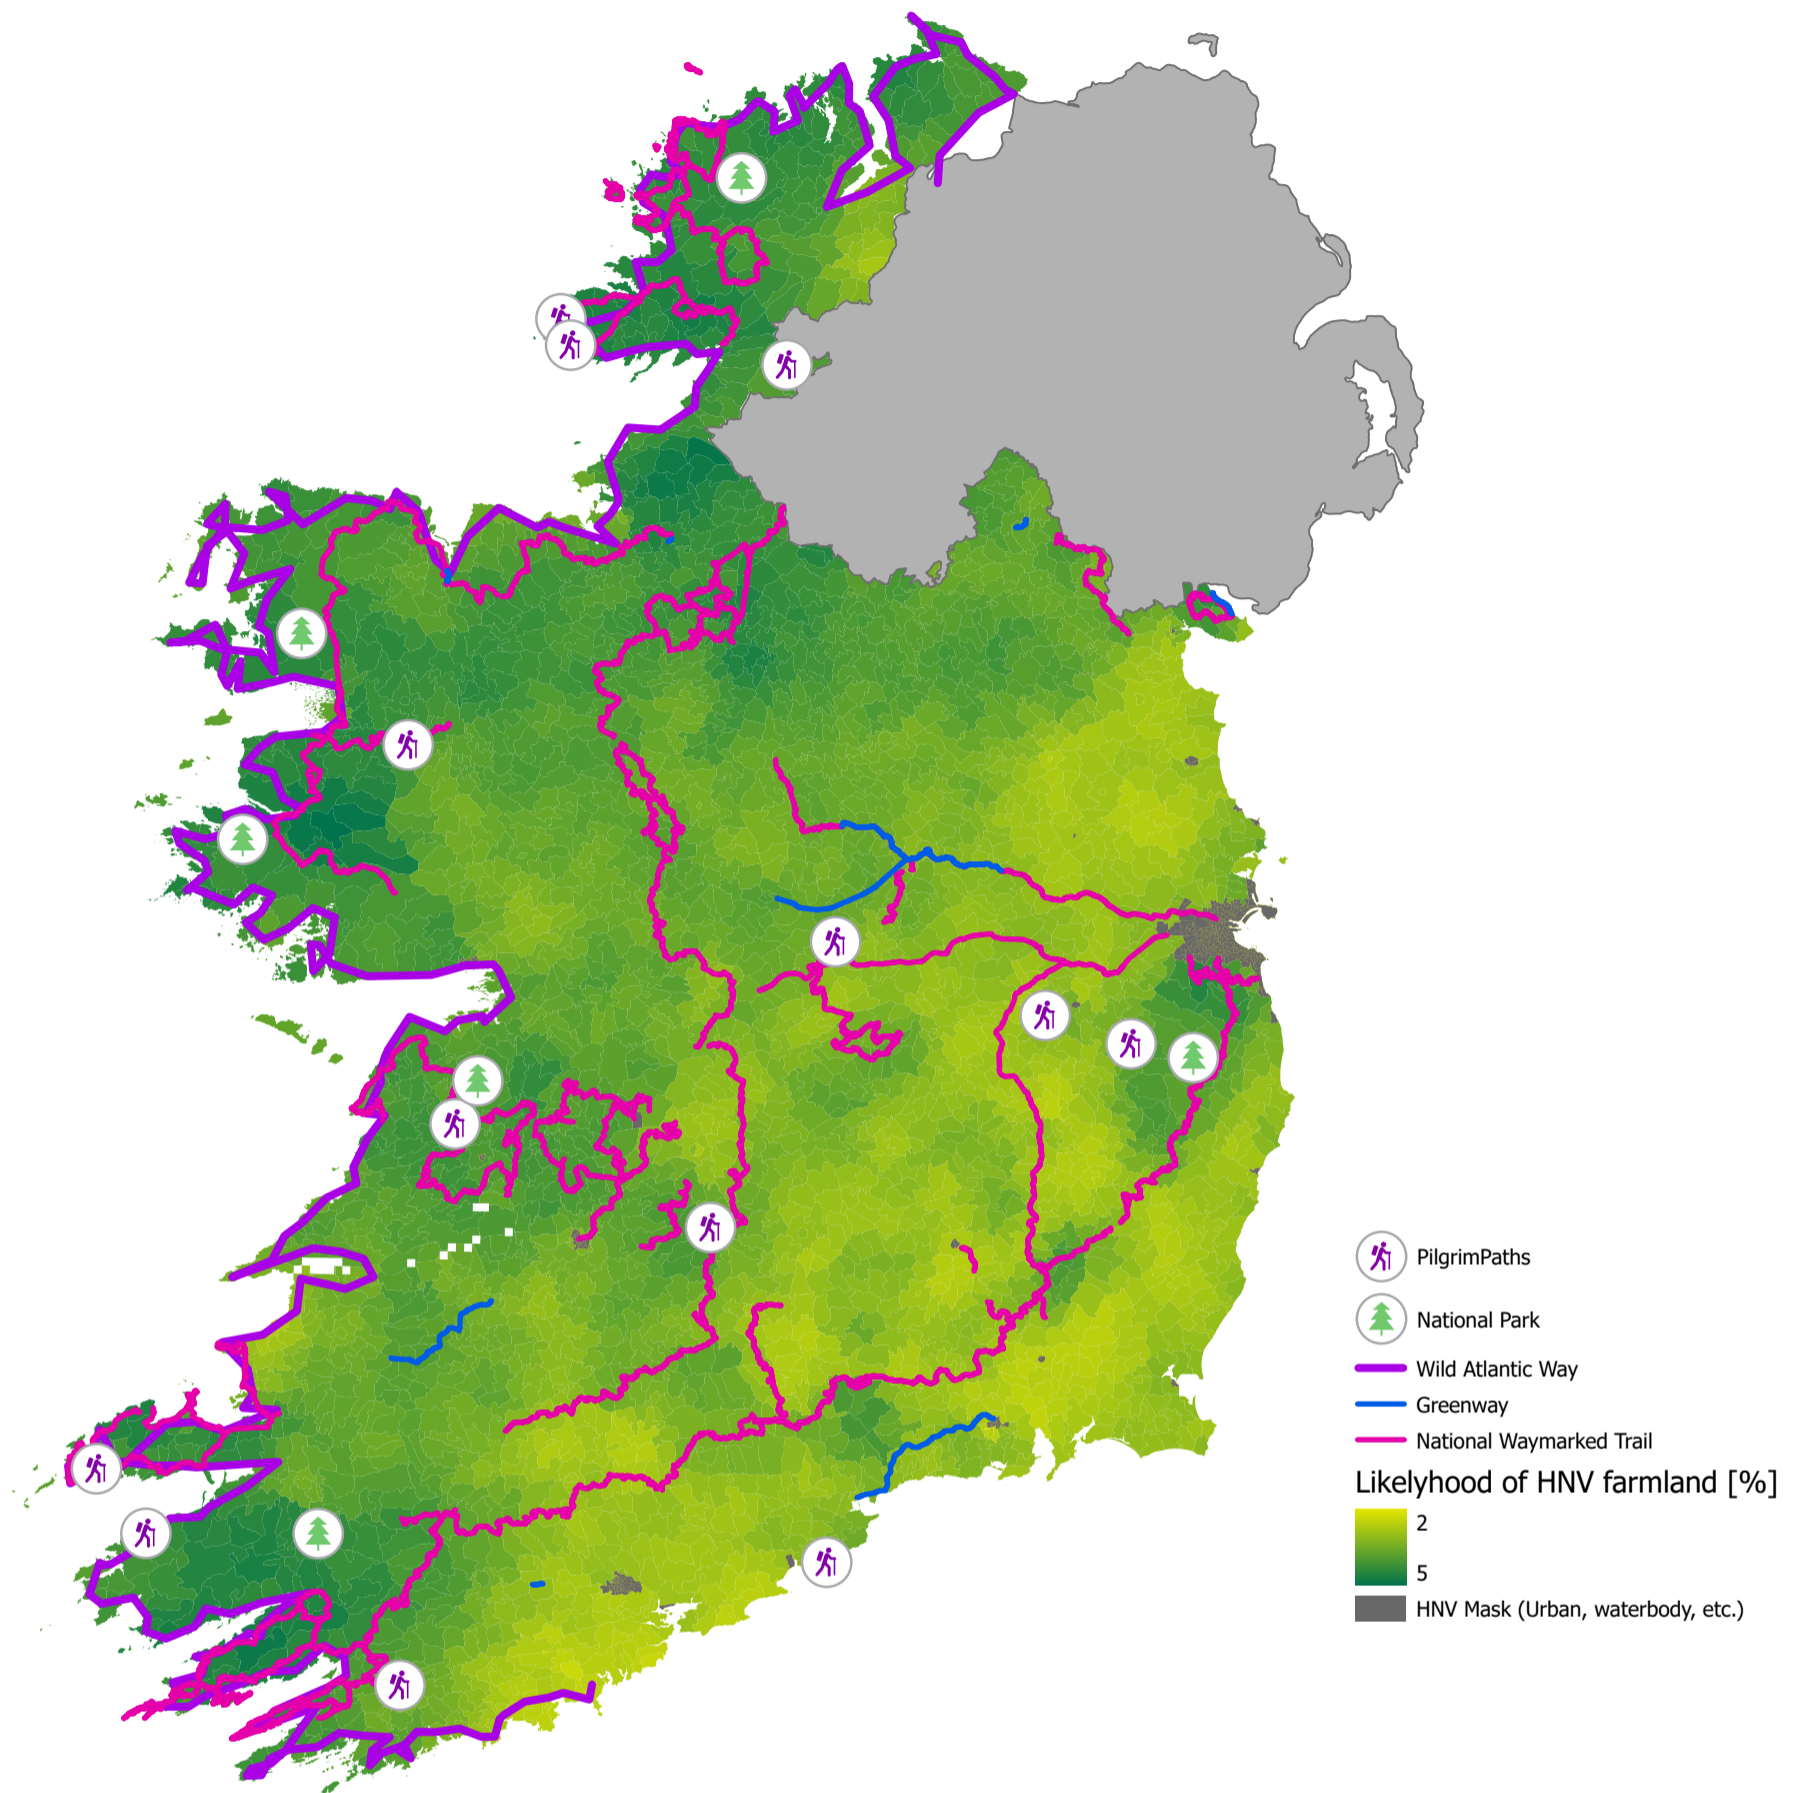 PilgrimPaths
National Park
Wild Atlantic Way
Greenway
National Waymarked Trail
Likelyhood of HNV farmland [%]
2
5
HNV Mask (Urban, waterbody, etc.)